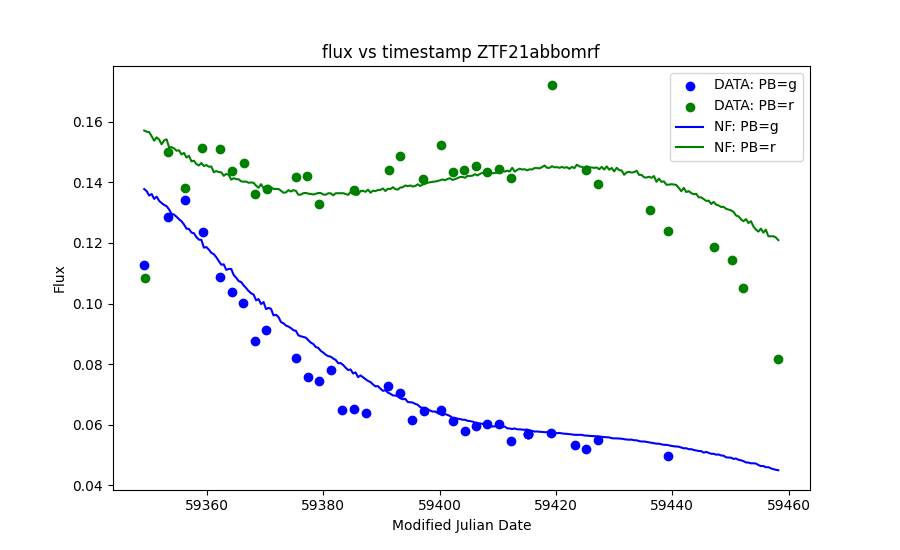 flux vs timestamp ZTF21abbomrf
DATA: PB=g
DATA: PB=r
NF: PB=g
NF: PB=r
Flux
0.16
0.14
0.12
0.10
0.08
0.06
0.04
59360
59380
59400
59420
59440
59460
Modified Julian Date